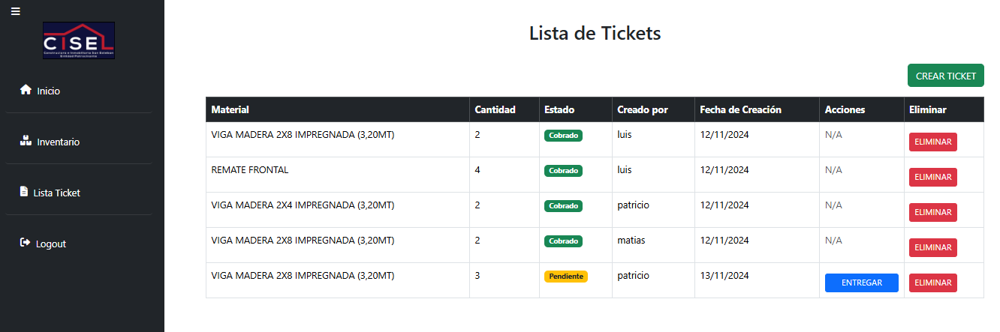 CISEL
Constructora e Inmobiliaria San Esteban
Entidad Patrocinante
Inicio
Inventario
Lista Ticket
Logout
Lista de Tickets
CREAR TICKET
Material Cantidad Estado Creado por Fecha de Creación Acciones Eliminar
VIGA MADERA 2X8 IMPREGNADA (3,20MT) 2 Cobrado luis 12/11/2024 N/A ELIMINAR
REMATE FRONTAL 4 Cobrado luis 12/11/2024 N/A ELIMINAR
VIGA MADERA 2X4 IMPREGNADA (3,20MT) 2 Cobrado patricio 12/11/2024 N/A ELIMINAR
VIGA MADERA 2X8 IMPREGNADA (3,20MT) 2 Cobrado matias 12/11/2024 N/A ELIMINAR
VIGA MADERA 2X8 IMPREGNADA (3,20MT) 3 Pendiente patricio 13/11/2024 ENTREGAR ELIMINAR